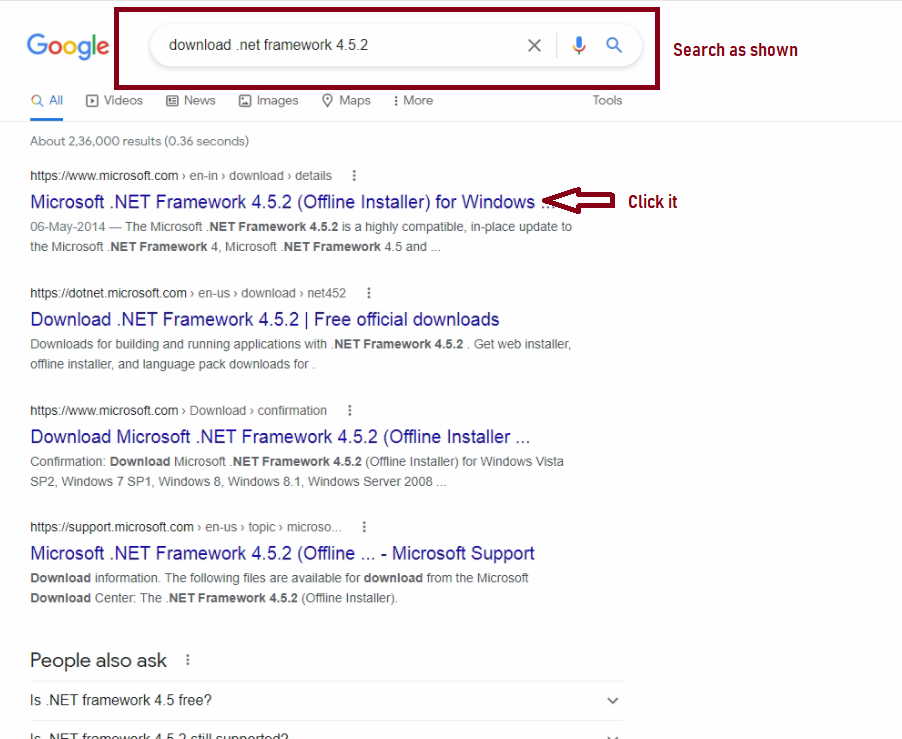 Google
download .net framework 4.5.2
Search as shown
All Videos News Images Maps More Tools
About 2,36,000 results (0.36 seconds)
https://www.microsoft.com › en-in › download › details
Microsoft .NET Framework 4.5.2 (Offline Installer) for Windows ...
Click it
06-May-2014 — The Microsoft .NET Framework 4.5.2 is a highly compatible, in-place update to
the Microsoft .NET Framework 4, Microsoft .NET Framework 4.5 and ...
https://dotnet.microsoft.com › en-us › download › net452
Download .NET Framework 4.5.2 | Free official downloads
Downloads for building and running applications with .NET Framework 4.5.2 . Get web installer,
offline installer, and language pack downloads for .
https://www.microsoft.com › Download › confirmation
Download Microsoft .NET Framework 4.5.2 (Offline Installer ...
Confirmation: Download Microsoft .NET Framework 4.5.2 (Offline Installer) for Windows Vista
SP2, Windows 7 SP1, Windows 8, Windows 8.1, Windows Server 2008 ...
https://support.microsoft.com › en-us › topic › microso...
Microsoft .NET Framework 4.5.2 (Offline ... - Microsoft Support
Download information. The following files are available for download from the Microsoft
Download Center: The .NET Framework 4.5.2 (Offline Installer).
People also ask
Is .NET framework 4.5 free?
Is .NET framework 4.5.2 still supported?